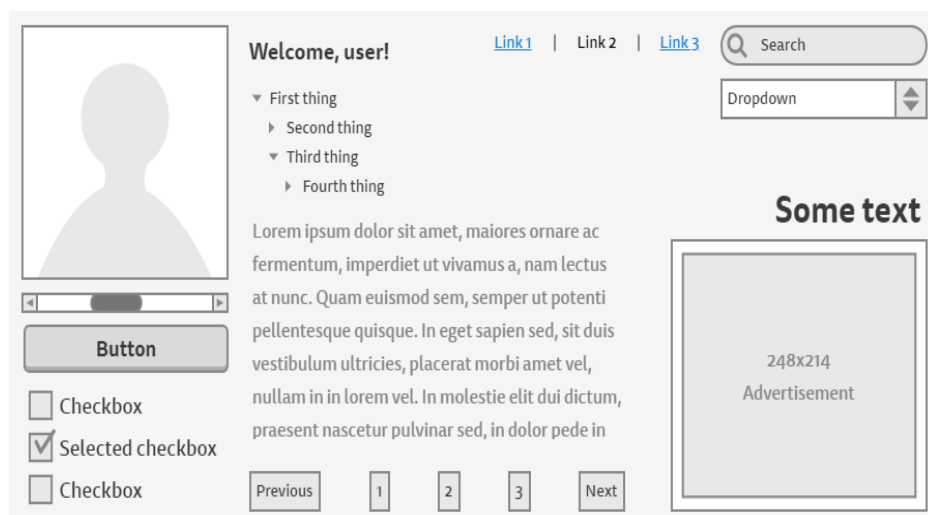 Welcome, user!
Link 1 | Link 2 | Link 3
Search
Dropdown
First thing
Second thing
Third thing
Fourth thing
Lorem ipsum dolor sit amet, maiores ornare ac
fermentum, imperdiet ut vivamus a, nam lectus
at nunc. Quam euismod sem, semper ut potenti
pellentesque quisque. In eget sapien sed, sit duis
vestibulum ultricies, placerat morbi amet vel,
nullam in in lorem vel. In molestie elit dui dictum,
praesent nascetur pulvinar sed, in dolor pede in
Previous 1 2 3 Next
Button
Checkbox
Selected checkbox
Checkbox
Some text
248x214
Advertisement